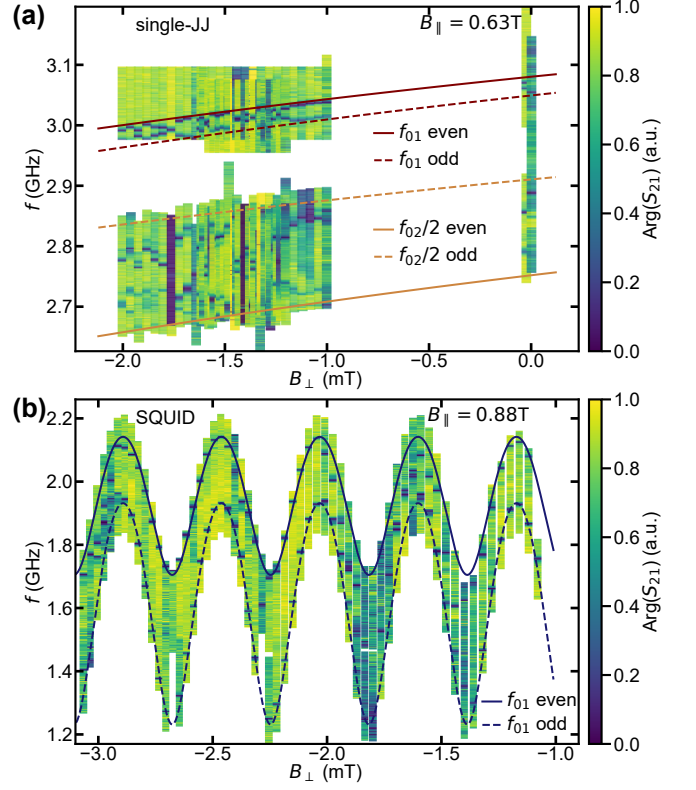 (a)
single-JJ
B∥ = 0.63T
3.1
3.0
2.9
2.8
2.7
f (GHz)
f01 even
f01 odd
f02/2 even
f02/2 odd
−2.0
−1.5
−1.0
−0.5
0.0
B⊥ (mT)
1.0
0.8
0.6
0.4
0.2
0.0
Arg(S21) (a.u.)
(b)
SQUID
B∥ = 0.88T
2.2
2.0
1.8
1.6
1.4
1.2
f (GHz)
f01 even
f01 odd
−3.0
−2.5
−2.0
−1.5
−1.0
B⊥ (mT)
1.0
0.8
0.6
0.4
0.2
0.0
Arg(S21) (a.u.)